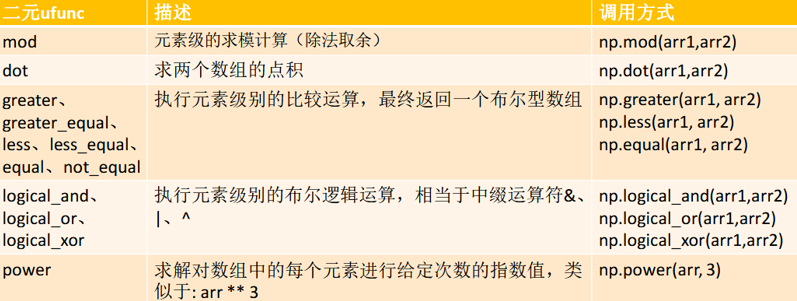 二元ufunc 描述 调用方式
mod 元素级的求模计算（除法取余） np.mod(arr1,arr2)
dot 求两个数组的点积 np.dot(arr1,arr2)
greater、 执行元素级别的比较运算，最终返回一个布尔型数组 np.greater(arr1, arr2)
greater_equal、 np.less(arr1, arr2)
less、less_equal、 np.equal(arr1, arr2)
equal、not_equal
logical_and、 执行元素级别的布尔逻辑运算，相当于中缀运算符&、 np.logical_and(arr1,arr2)
logical_or、 |、^ np.logical_or(arr1,arr2)
logical_xor np.logical_xor(arr1,arr2)
power 求解对数组中的每个元素进行给定次数的指数值，类 np.power(arr, 3)
似于: arr ** 3